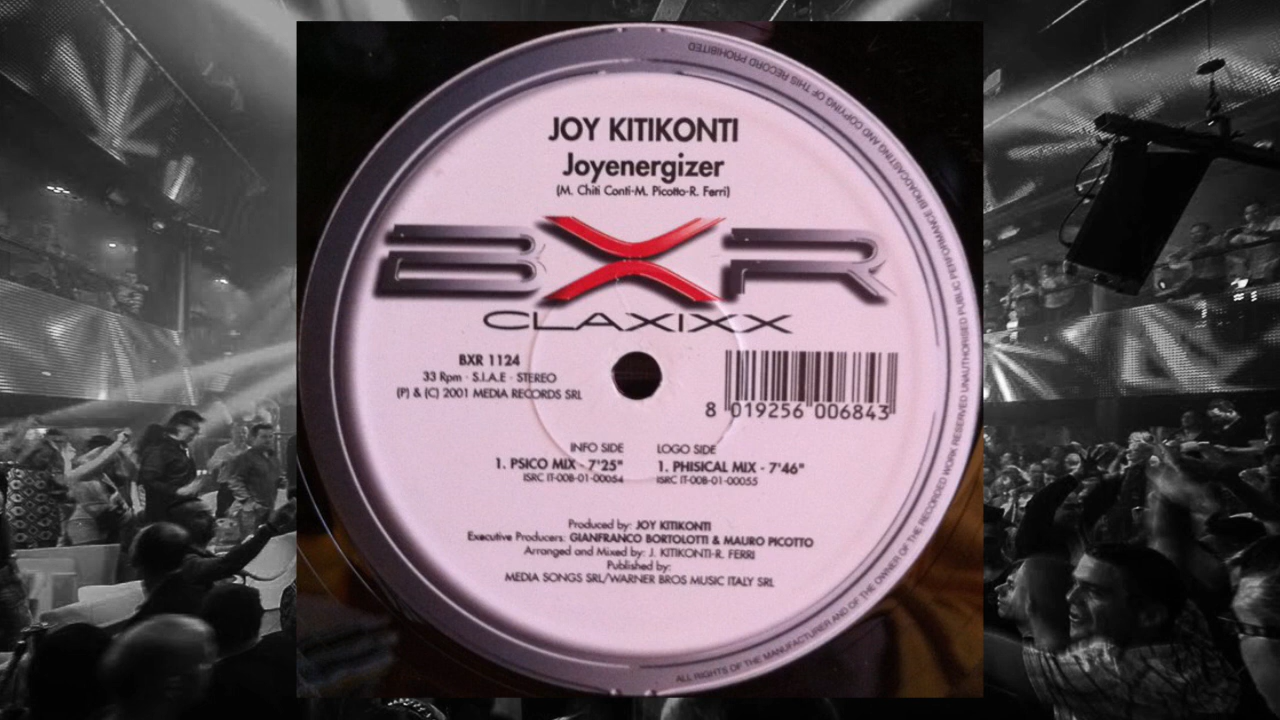 JOY KITIKONTI
Joyenergizer
(M. Chiti Conti-M. Picotto-R. Ferri)
BXR
CLAXIXX
BXR 1124
33 Rpm · S.I.A.E · STEREO
(P) & (C) 2001 MEDIA RECORDS SRL
8 019256 006843
INFO SIDE
1. PSICO MIX - 7'25"
ISRC IT-00B-01-00054
LOGO SIDE
1. PHISICAL MIX - 7'46"
ISRC IT-00B-01-00055
Produced by: JOY KITIKONTI
Executive Producers: GIANFRANCO BORTOLOTTI & MAURO PICOTTO
Arranged and Mixed by: J. KITIKONTI-R. FERRI
Published by:
MEDIA SONGS SRL/WARNER BROS MUSIC ITALY SRL
ALL RIGHTS OF THE MANUFACTURER AND OF THE OWNER OF THE RECORDED WORK RESERVED UNAUTHORISED PUBLIC PERFORMANCE BROADCASTING AND COPYING OF THIS RECORD PROHIBITED